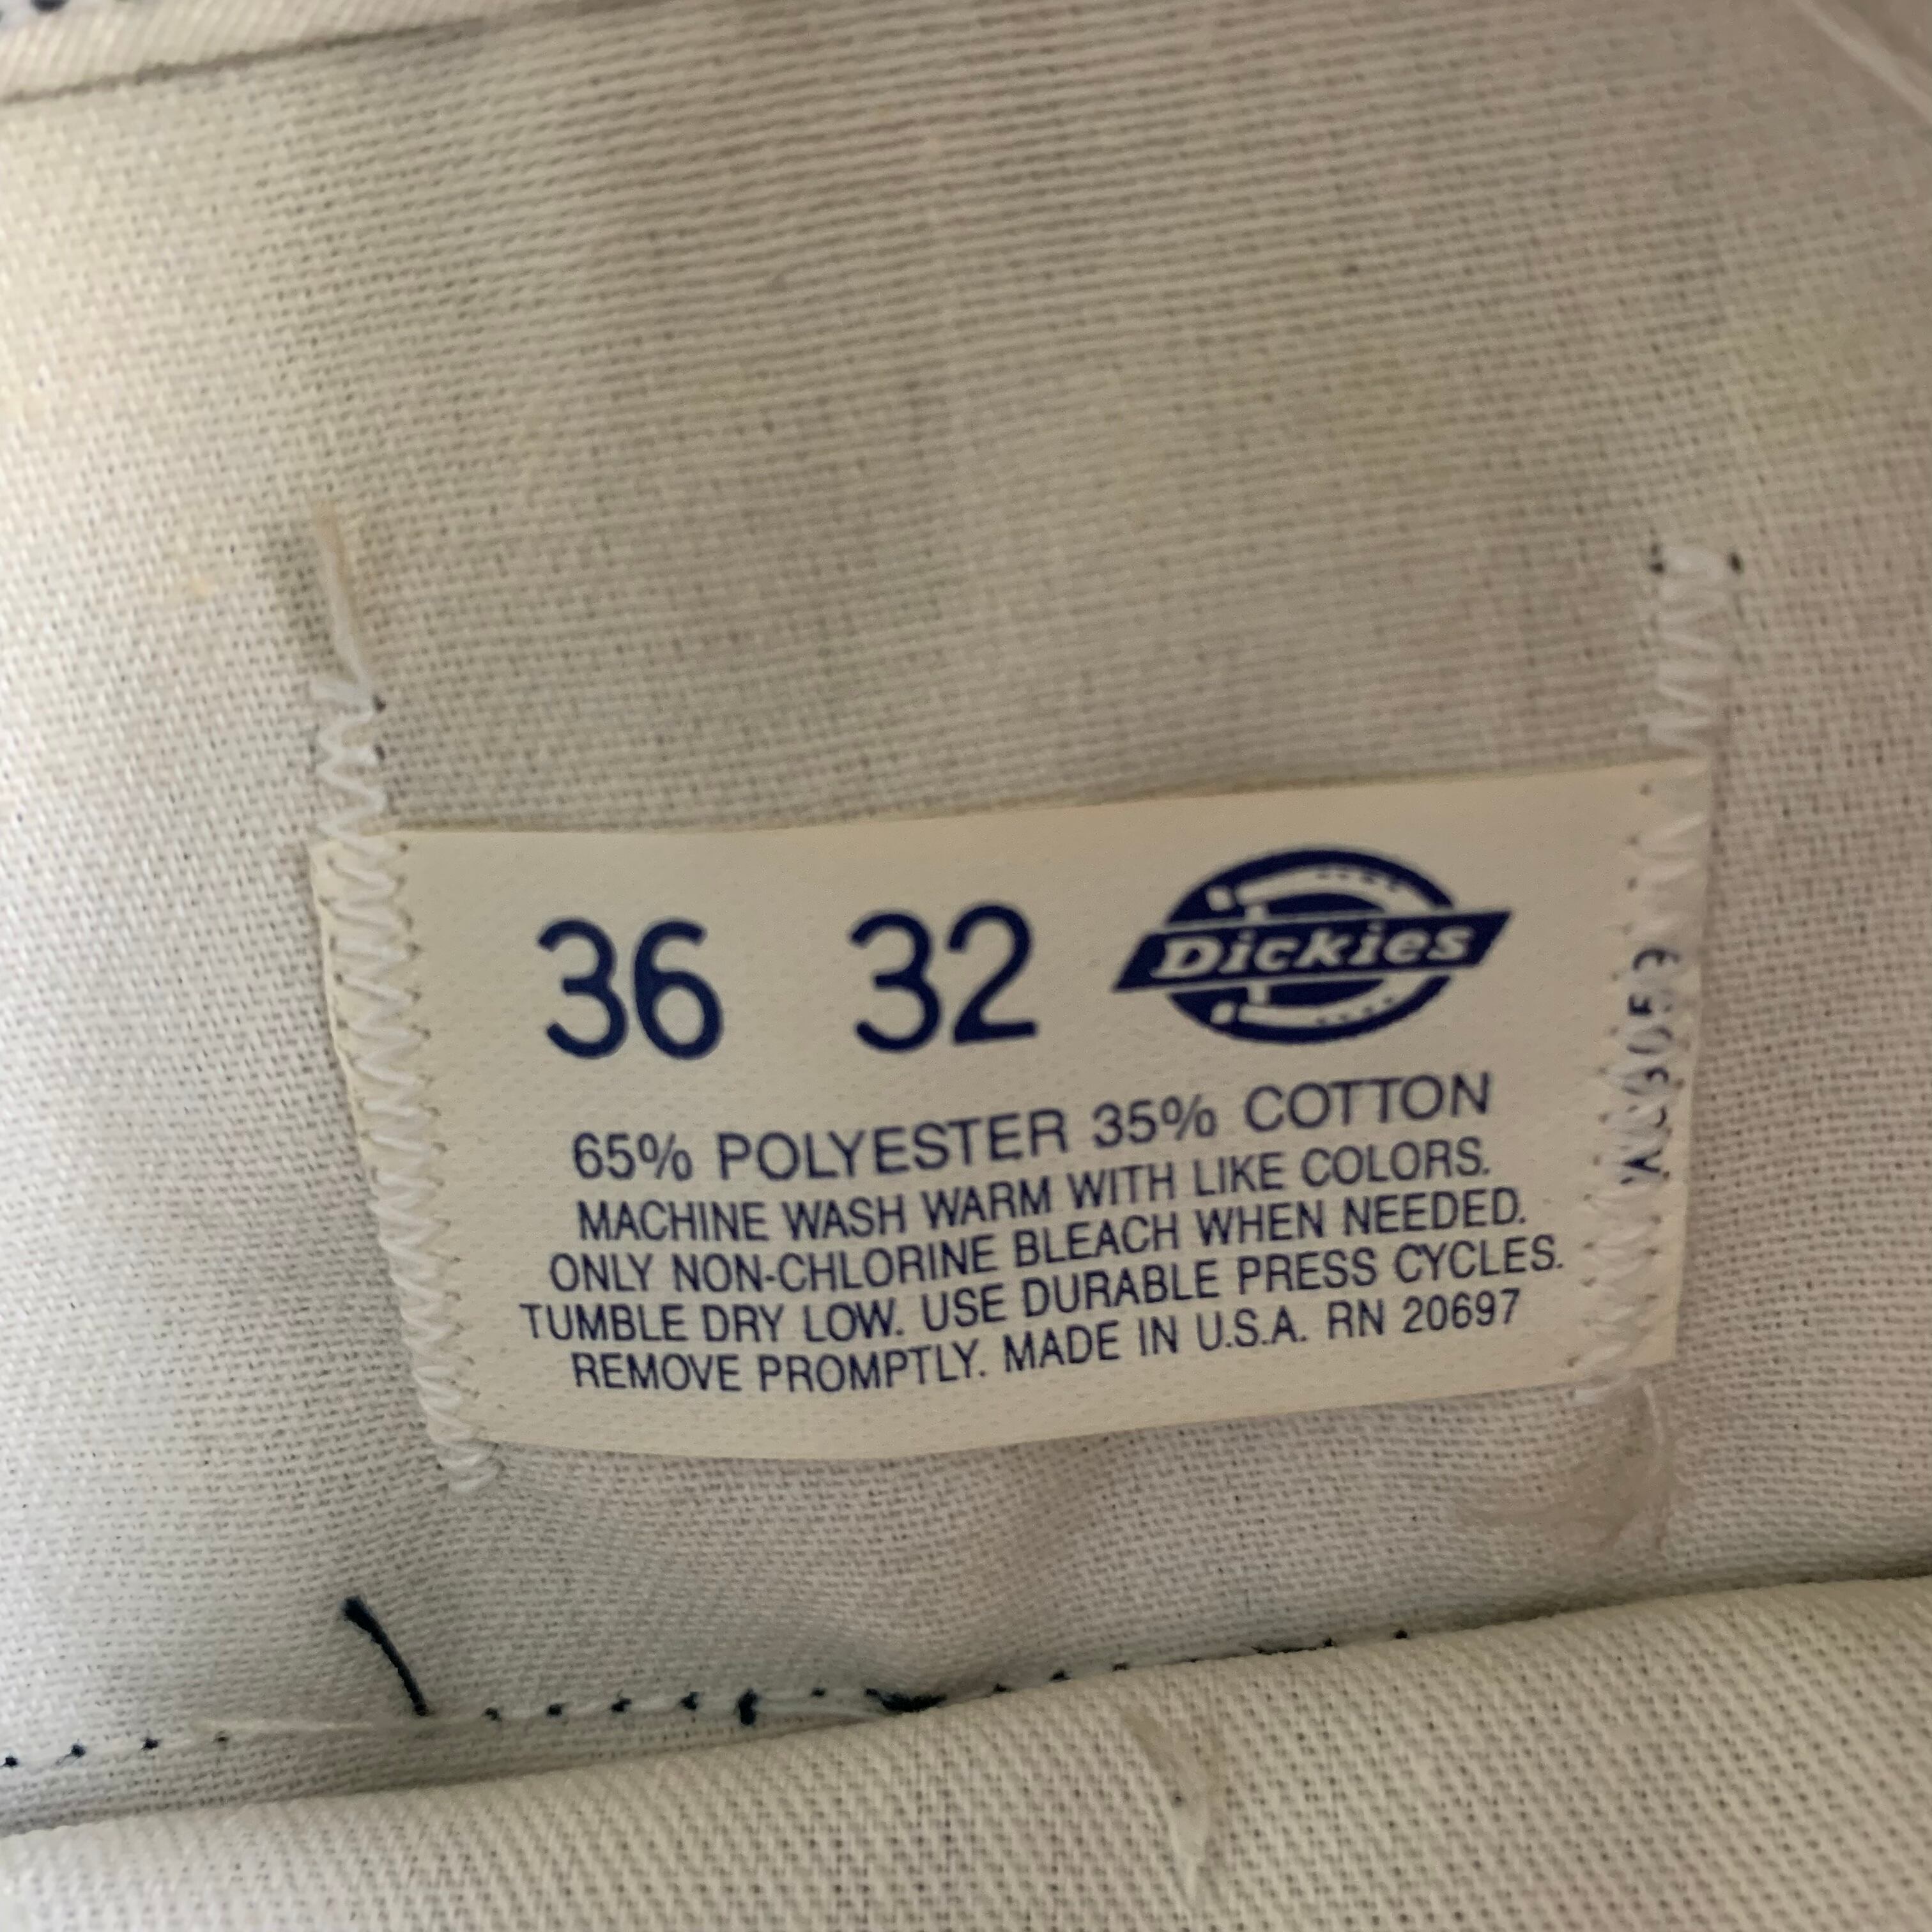 36 32 Dickies
65% POLYESTER 35% COTTON
MACHINE WASH WARM WITH LIKE COLORS.
ONLY NON-CHLORINE BLEACH WHEN NEEDED.
TUMBLE DRY LOW. USE DURABLE PRESS CYCLES.
REMOVE PROMPTLY. MADE IN U.S.A. RN 20697